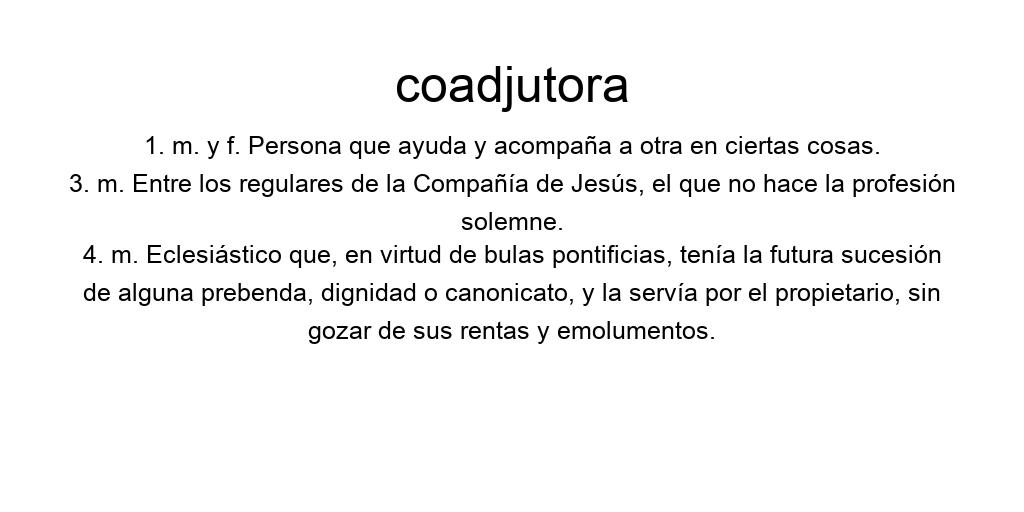 coadjutora
1. m. y f. Persona que ayuda y acompaña a otra en ciertas cosas.
3. m. Entre los regulares de la Compañía de Jesús, el que no hace la profesión
solemne.
4. m. Eclesiástico que, en virtud de bulas pontificias, tenía la futura sucesión
de alguna prebenda, dignidad o canonicato, y la servía por el propietario, sin
gozar de sus rentas y emolumentos.